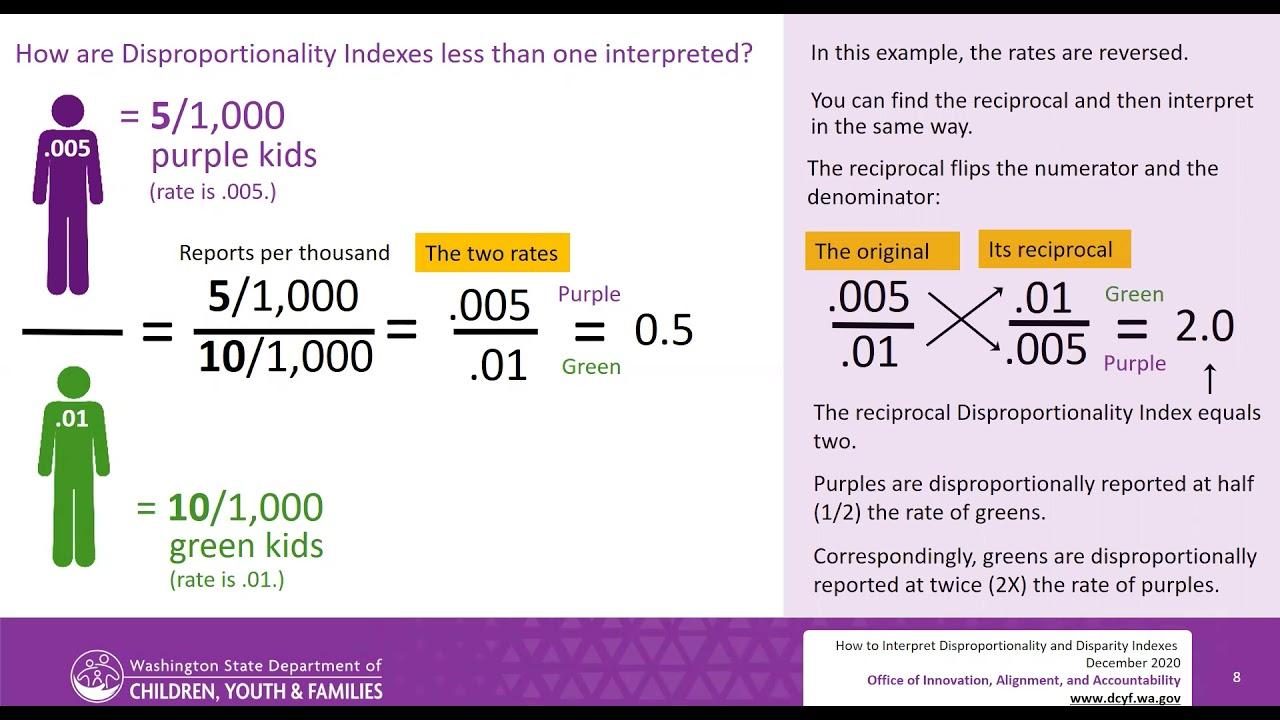 How are Disproportionality Indexes less than one interpreted?
.005
= 5/1,000
purple kids
(rate is .005.)
Reports per thousand
The two rates
=
5/1,000
10/1,000
=
.005
.01
Purple
=
Green
0.5
.01
= 10/1,000
green kids
(rate is .01.)
In this example, the rates are reversed.
You can find the reciprocal and then interpret
in the same way.
The reciprocal flips the numerator and the
denominator:
The original
Its reciprocal
.005
.01
.01
.005
Green
=
Purple
2.0
The reciprocal Disproportionality Index equals
two.
Purples are disproportionally reported at half
(1/2) the rate of greens.
Correspondingly, greens are disproportionally
reported at twice (2X) the rate of purples.
Washington State Department of
CHILDREN, YOUTH & FAMILIES
How to Interpret Disproportionality and Disparity Indexes
December 2020
Office of Innovation, Alignment, and Accountability
www.dcyf.wa.gov
8